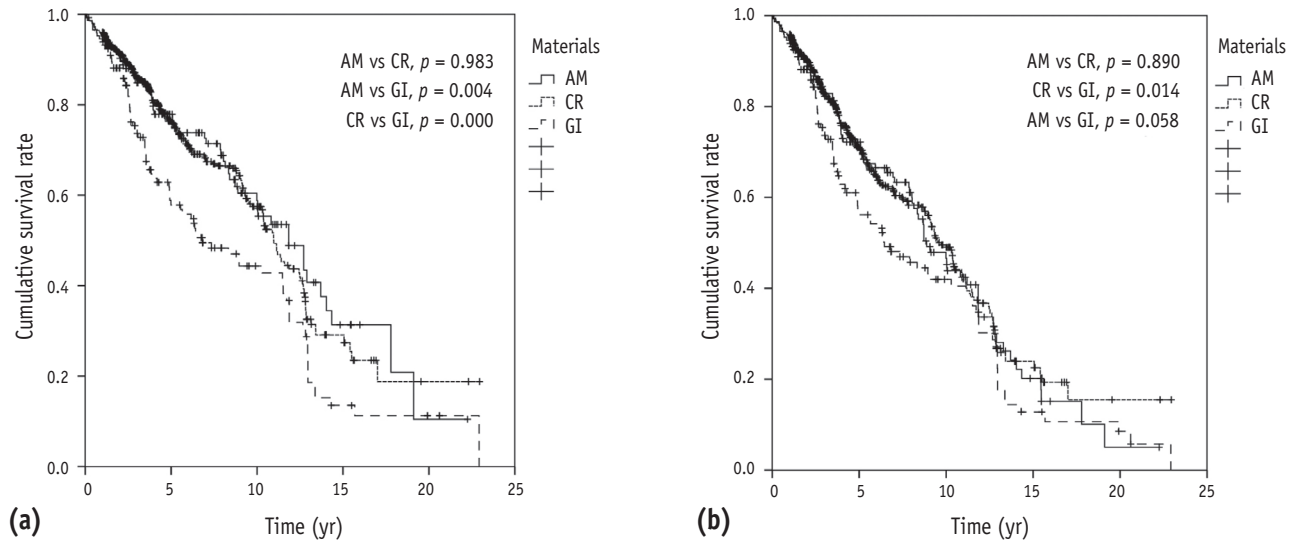 Cumulative survival rate
1.0
0.8
0.6
0.4
0.2
0.0
0 5 10 15 20 25
Time (yr)
AM vs CR, p = 0.983
AM vs GI, p = 0.004
CR vs GI, p = 0.000
Materials
AM
CR
GI
(a)
Cumulative survival rate
1.0
0.8
0.6
0.4
0.2
0.0
0 5 10 15 20 25
Time (yr)
AM vs CR, p = 0.890
CR vs GI, p = 0.014
AM vs GI, p = 0.058
Materials
AM
CR
GI
(b)